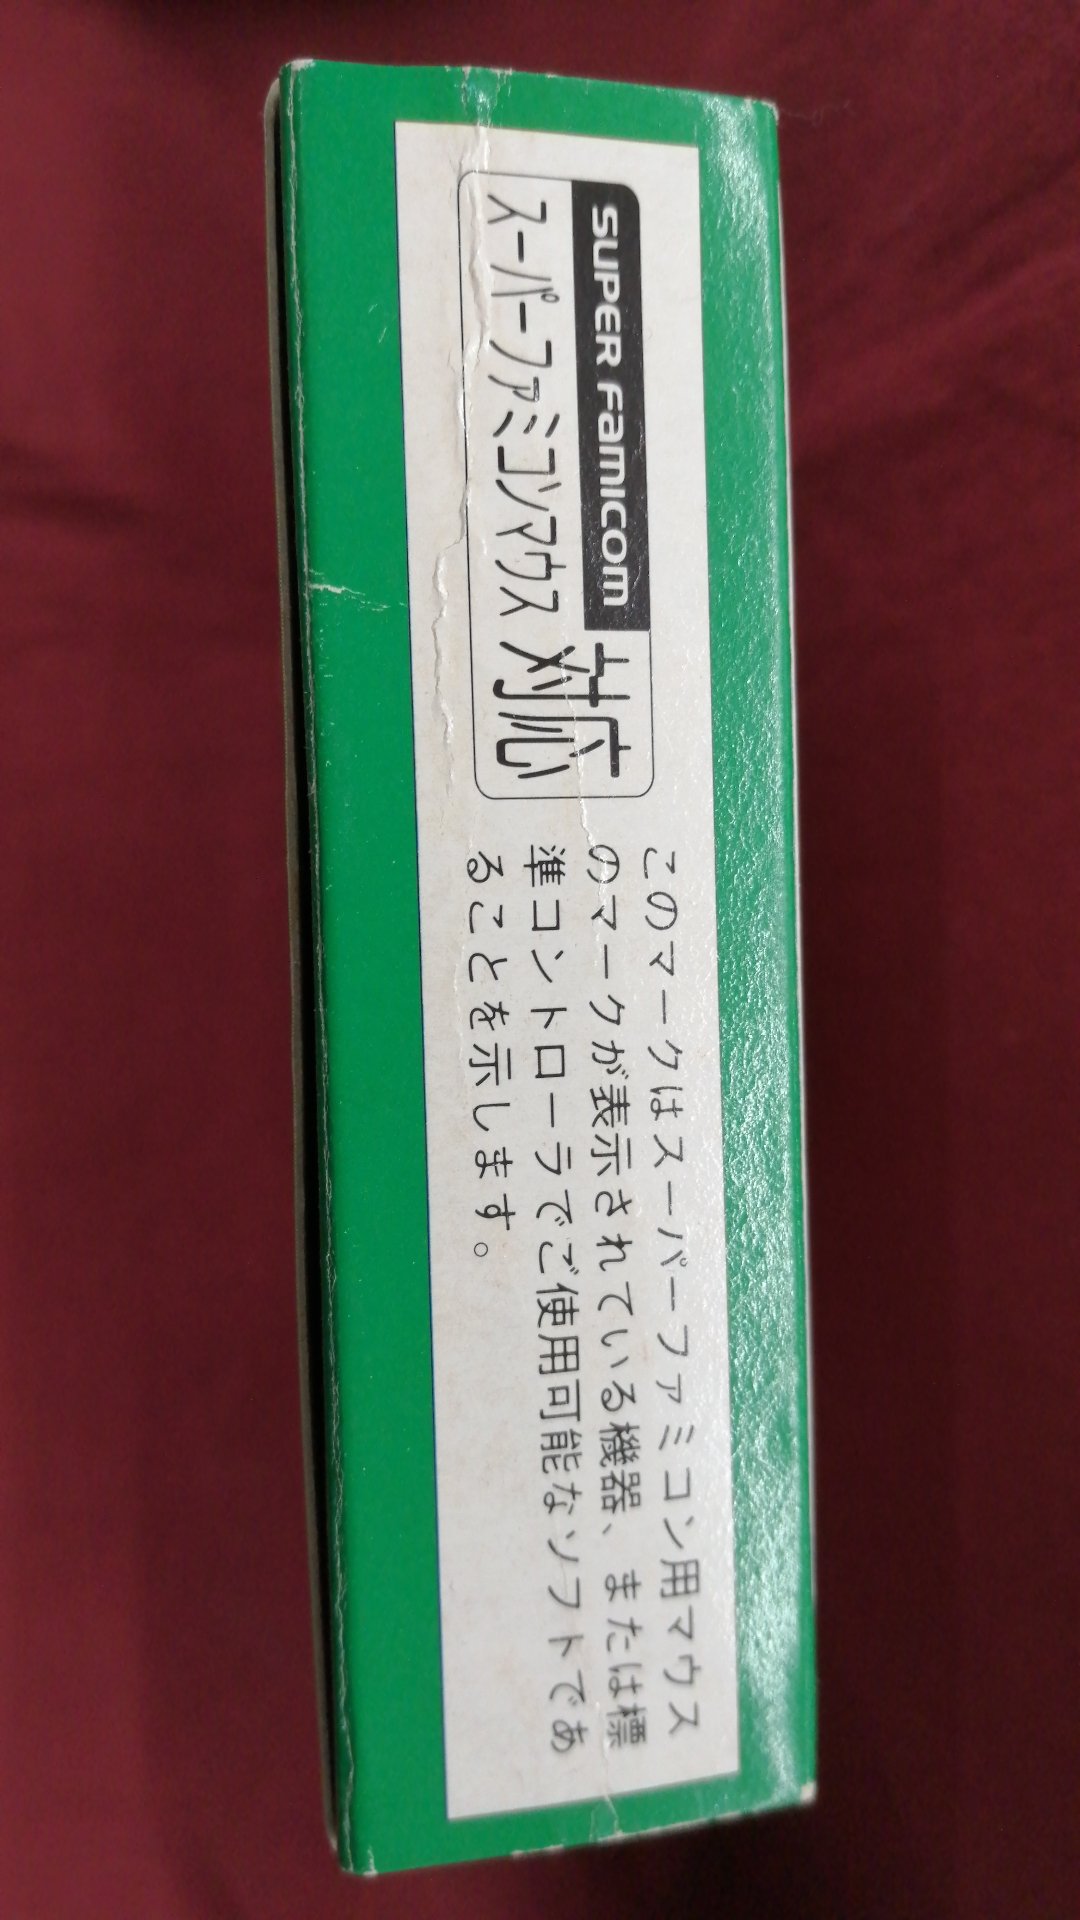 SUPER FAMICOM
スーパーファミコンマウス 対応
このマークはスーパーファミコン用マウス
のマークが表示されている機器、または標
準コントローラでご使用可能なソフトであ
ることを示します。